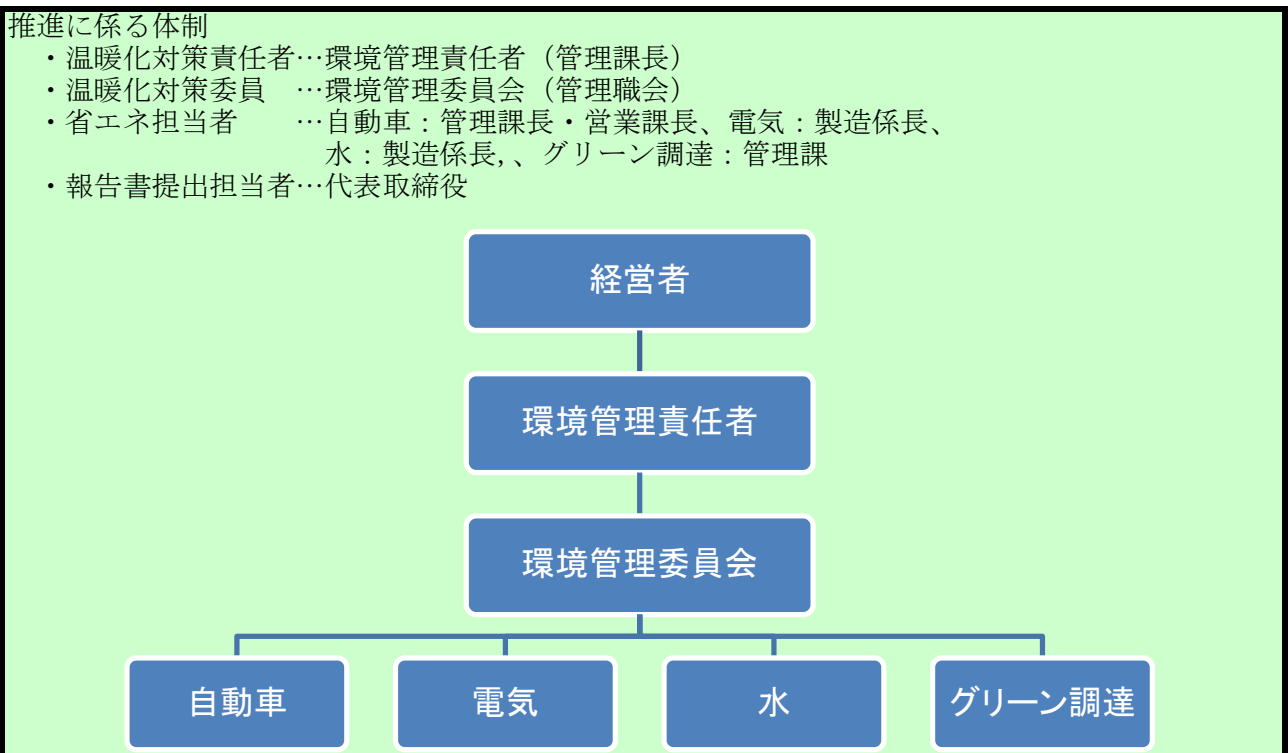 推進に係る体制
・温暖化対策責任者…環境管理責任者（管理課長）
・温暖化対策委員　…環境管理委員会（管理職会）
・省エネ担当者　　…自動車：管理課長・営業課長、電気：製造係長、
水：製造係長,、グリーン調達：管理課
・報告書提出担当者…代表取締役
経営者
環境管理責任者
環境管理委員会
自動車
電気
水
グリーン調達